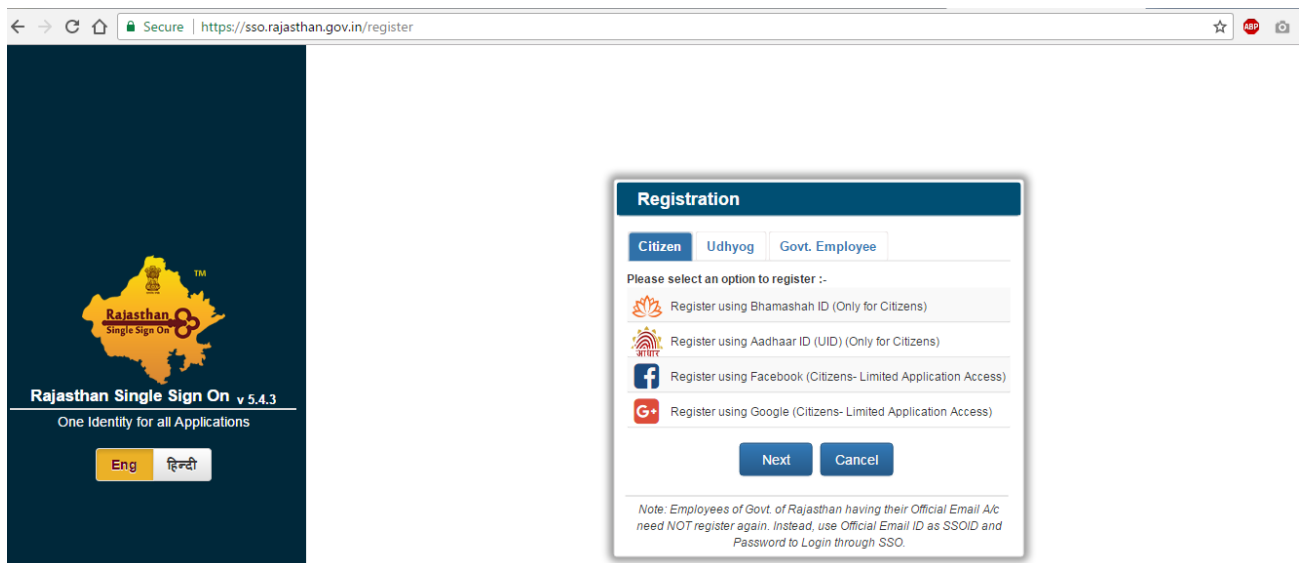 Secure | https://sso.rajasthan.gov.in/register
ABP
Rajasthan
Single Sign On
TM
Rajasthan Single Sign On v 5.4.3
One Identity for all Applications
Eng हिन्दी
Registration
Citizen Udhyog Govt. Employee
Please select an option to register :-
Register using Bhamashah ID (Only for Citizens)
आधार
Register using Aadhaar ID (UID) (Only for Citizens)
f
Register using Facebook (Citizens- Limited Application Access)
G+
Register using Google (Citizens- Limited Application Access)
Next Cancel
Note: Employees of Govt. of Rajasthan having their Official Email A/c
need NOT register again. Instead, use Official Email ID as SSOID and
Password to Login through SSO.